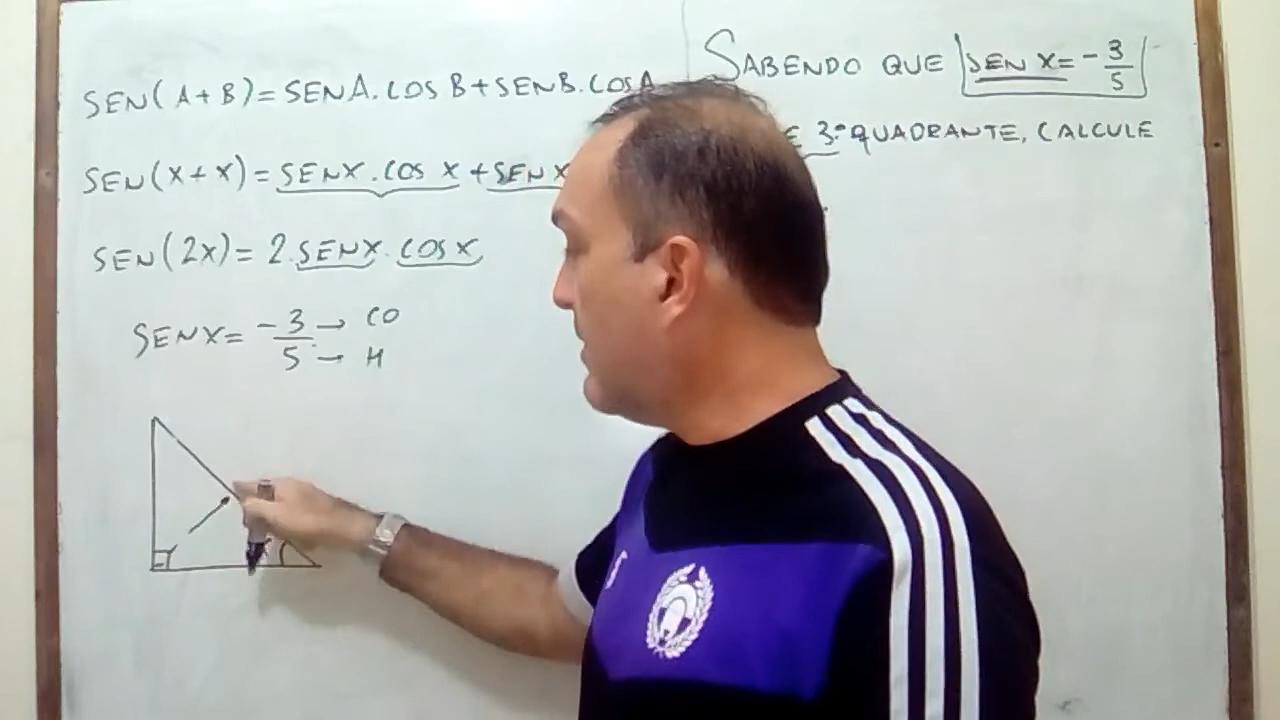 SEN(A+B)=SENA.COSB+SENB.COSA
SEN(X+X)=SENX.COS X+SENX
SEN(2X)=2.SENX.COSX
SENX=-3/5 → CO
→ H
SABENDO QUE SEN X=-3/5
E 3º QUADRANTE, CALCULE